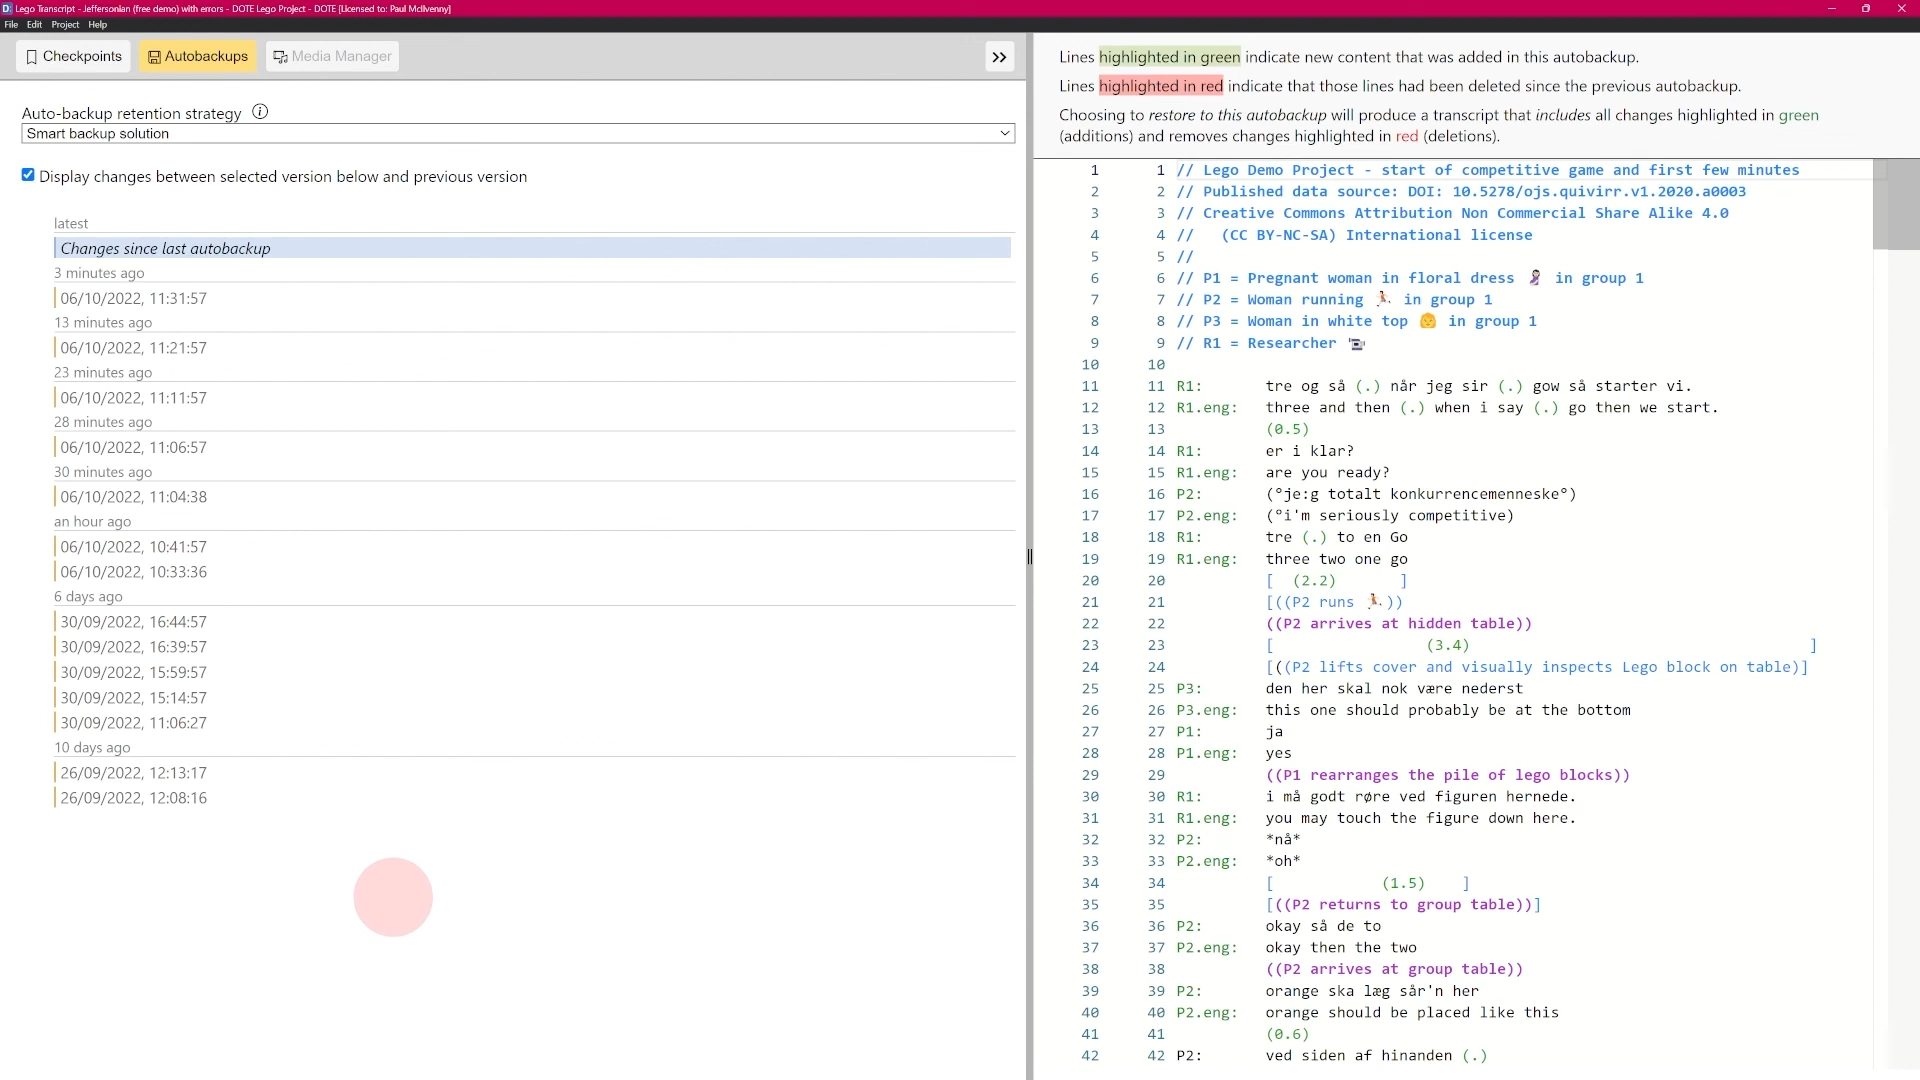 Lego Transcript - Jeffersonian (free demo) with errors - DOTE Lego Project - DOTE [Licensed to: Paul McIlvenny]
File Edit Project Help
Checkpoints Autobackups Media Manager
Auto-backup retention strategy
Smart backup solution
Display changes between selected version below and previous version
latest
Changes since last autobackup
3 minutes ago
06/10/2022, 11:31:57
13 minutes ago
06/10/2022, 11:21:57
23 minutes ago
06/10/2022, 11:11:57
28 minutes ago
06/10/2022, 11:06:57
30 minutes ago
06/10/2022, 11:04:38
an hour ago
06/10/2022, 10:41:57
06/10/2022, 10:33:36
6 days ago
30/09/2022, 16:44:57
30/09/2022, 16:39:57
30/09/2022, 15:59:57
30/09/2022, 15:14:57
30/09/2022, 11:06:27
10 days ago
26/09/2022, 12:13:17
26/09/2022, 12:08:16
Lines highlighted in green indicate new content that was added in this autobackup.
Lines highlighted in red indicate that those lines had been deleted since the previous autobackup.
Choosing to restore to this autobackup will produce a transcript that includes all changes highlighted in green
(additions) and removes changes highlighted in red (deletions).
1 1 // Lego Demo Project - start of competitive game and first few minutes
2 2 // Published data source: DOI: 10.5278/ojs.quivirr.v1.2020.a0003
3 3 // Creative Commons Attribution Non Commercial Share Alike 4.0
4 4 // (CC BY-NC-SA) International license
5 5 //
6 6 // P1 = Pregnant woman in floral dress 🤰 in group 1
7 7 // P2 = Woman running 🏃 in group 1
8 8 // P3 = Woman in white top 👩 in group 1
9 9 // R1 = Researcher 📹
10 10
11 11 R1: tre og så (.) når jeg sir (.) gow så starter vi.
12 12 R1.eng: three and then (.) when i say (.) go then we start.
13 13 (0.5)
14 14 R1: er i klar?
15 15 R1.eng: are you ready?
16 16 P2: (°je:g totalt konkurrencemenneske°)
17 17 P2.eng: (°i'm seriously competitive)
18 18 R1: tre (.) to en Go
19 19 R1.eng: three two one go
20 20 [ (2.2) ]
21 21 [((P2 runs 🏃))
22 22 ((P2 arrives at hidden table))
23 23 [ (3.4) ]
24 24 [((P2 lifts cover and visually inspects Lego block on table)]
25 25 P3: den her skal nok være nederst
26 26 P3.eng: this one should probably be at the bottom
27 27 P1: ja
28 28 P1.eng: yes
29 29 ((P1 rearranges the pile of lego blocks))
30 30 R1: i må godt røre ved figuren hernede.
31 31 R1.eng: you may touch the figure down here.
32 32 P2: *nå*
33 33 P2.eng: *oh*
34 34 [ (1.5) ]
35 35 [((P2 returns to group table))]
36 36 P2: okay så de to
37 37 P2.eng: okay then the two
38 38 ((P2 arrives at group table))
39 39 P2: orange ska læg sår'n her
40 40 P2.eng: orange should be placed like this
41 41 (0.6)
42 42 P2: ved siden af hinanden (.)